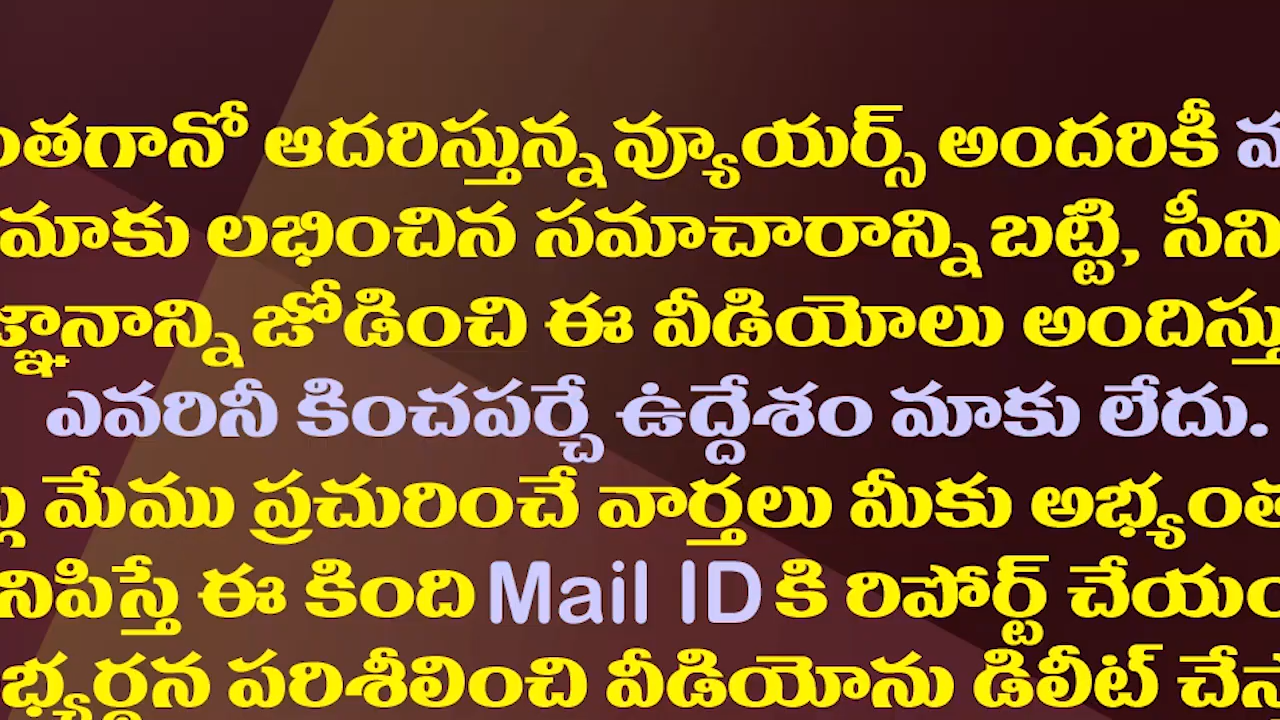 ంతగానో ఆదరిస్తున్న వ్యూయర్స్ అందరికీ
మాకు లభించిన సమాచారాన్ని బట్టి, సీని
జ్ఞానాన్ని జోడించి ఈ వీడియోలు అందిస్తు
ఎవరినీ కించపర్చే ఉద్దేశం మాకు లేదు.
మేము ప్రచురించే వార్తలు మీకు అభ్యంత
నిపిస్తే ఈ కింది Mail ID కి రిపోర్ట్ చేయం
భ్యర్థన పరిశీలించి వీడియోను డిలీట్ చేస